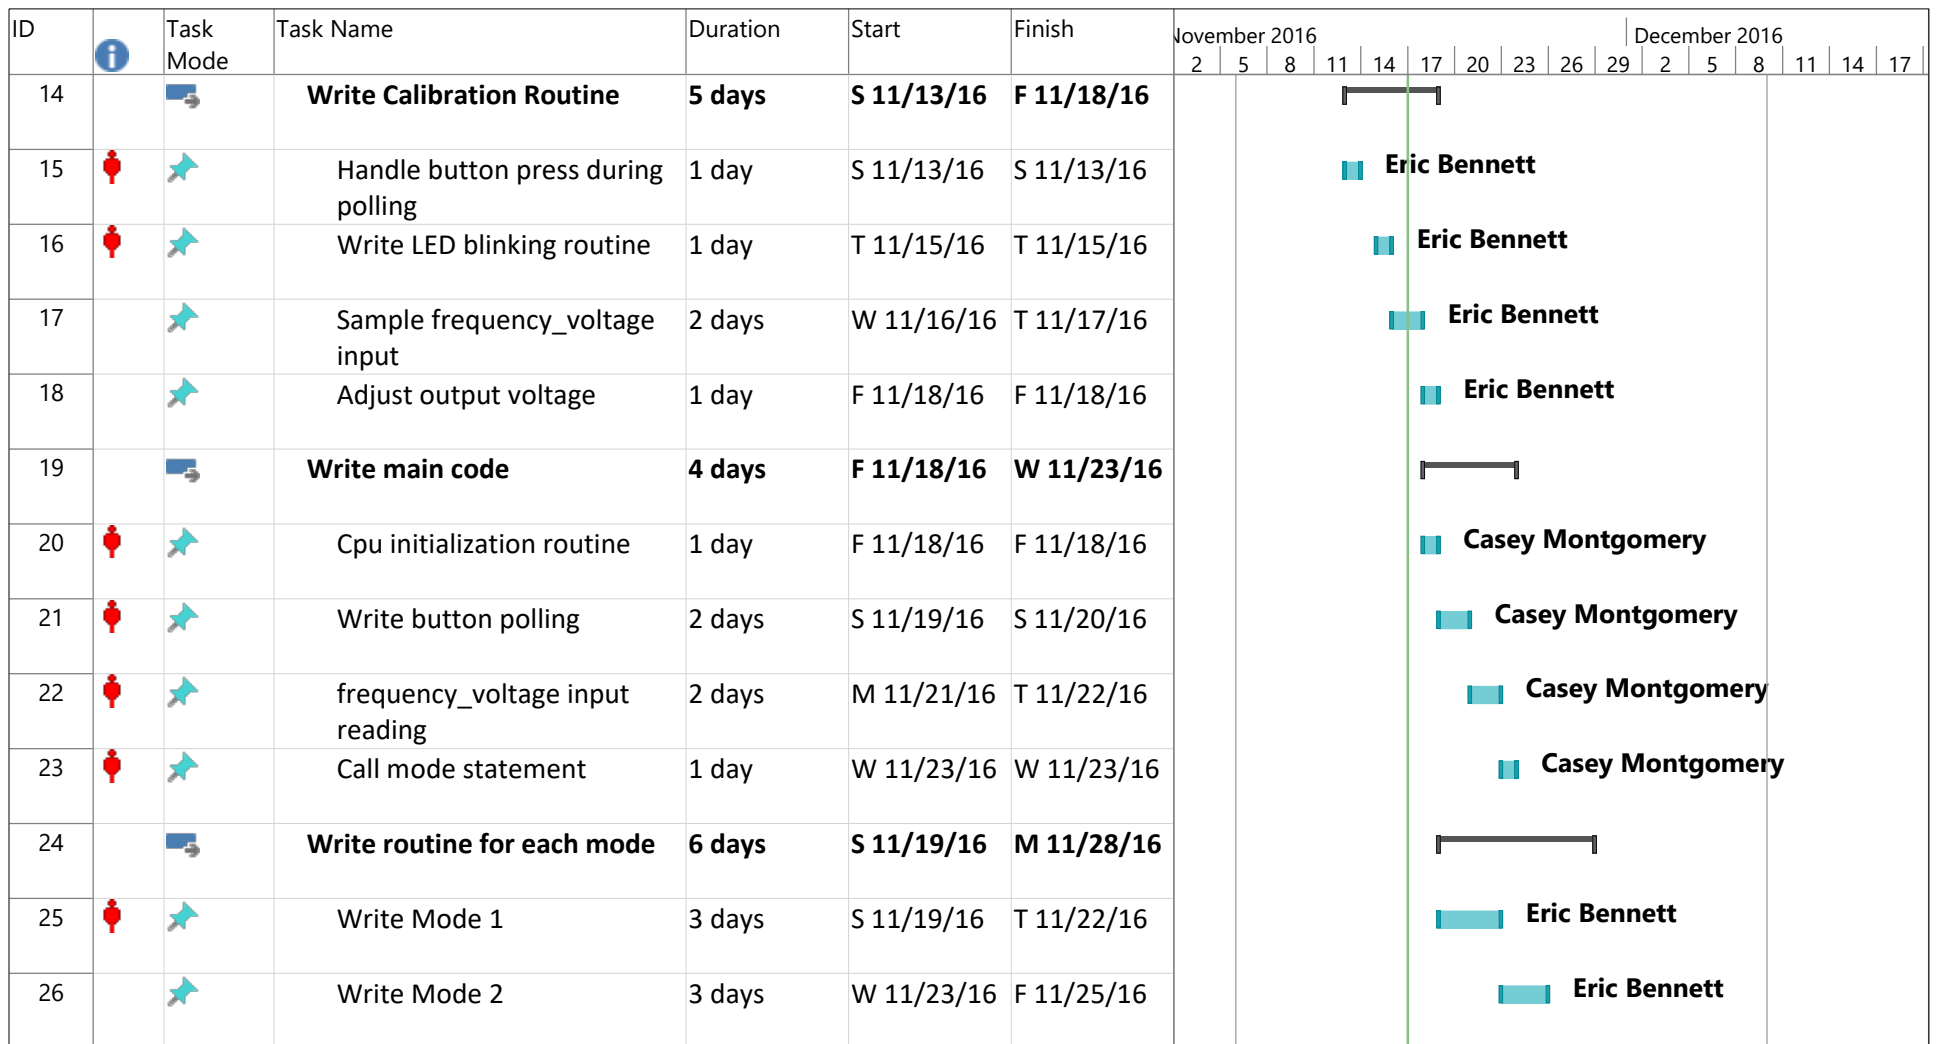 ID Task Mode Task Name Duration Start Finish
November 2016 December 2016
2 5 8 11 14 17 20 23 26 29 2 5 8 11 14 17
14 Write Calibration Routine 5 days S 11/13/16 F 11/18/16
15 Handle button press during polling 1 day S 11/13/16 S 11/13/16 Eric Bennett
16 Write LED blinking routine 1 day T 11/15/16 T 11/15/16 Eric Bennett
17 Sample frequency_voltage input 2 days W 11/16/16 T 11/17/16 Eric Bennett
18 Adjust output voltage 1 day F 11/18/16 F 11/18/16 Eric Bennett
19 Write main code 4 days F 11/18/16 W 11/23/16
20 Cpu initialization routine 1 day F 11/18/16 F 11/18/16 Casey Montgomery
21 Write button polling 2 days S 11/19/16 S 11/20/16 Casey Montgomery
22 frequency_voltage input reading 2 days M 11/21/16 T 11/22/16 Casey Montgomery
23 Call mode statement 1 day W 11/23/16 W 11/23/16 Casey Montgomery
24 Write routine for each mode 6 days S 11/19/16 M 11/28/16
25 Write Mode 1 3 days S 11/19/16 T 11/22/16 Eric Bennett
26 Write Mode 2 3 days W 11/23/16 F 11/25/16 Eric Bennett